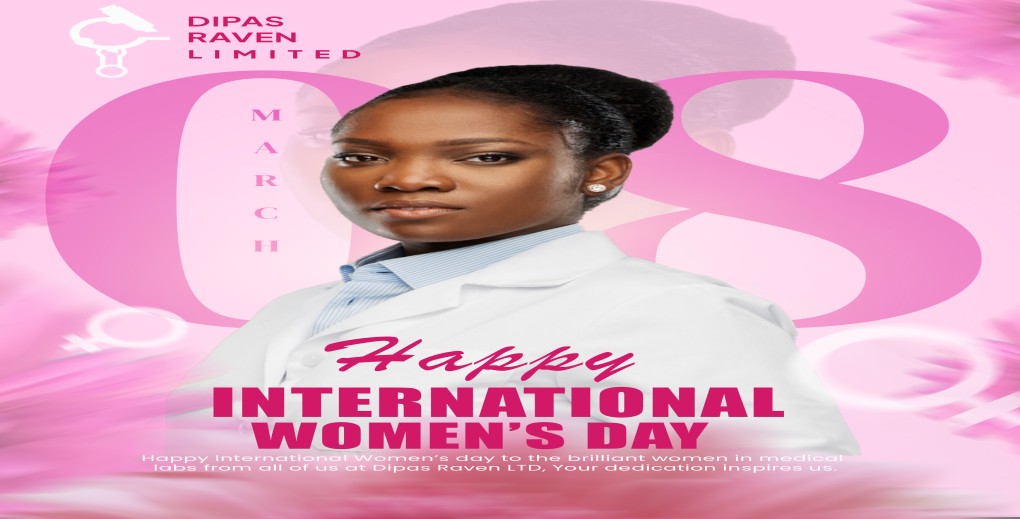 DIPAS
RAVEN
LIMITED
08
MARCH
Happy
INTERNATIONAL
WOMEN'S DAY
Happy International Women's day to the brilliant women in medical
labs from all of us at Dipas Raven LTD, Your dedication inspires us.